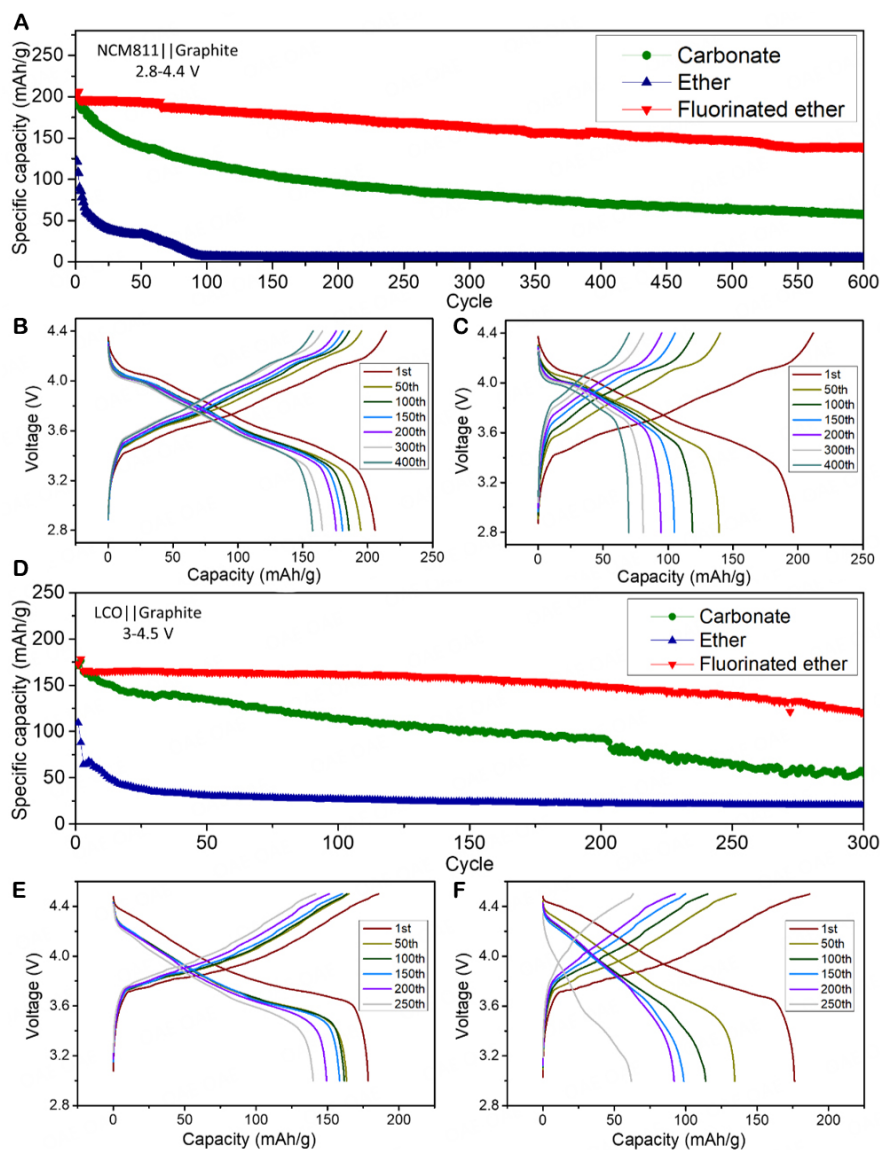 A
NCM811||Graphite
2.8-4.4 V
Carbonate
Ether
Fluorinated ether
Specific capacity (mAh/g)
250
200
150
100
50
0
0 50 100 150 200 250 300 350 400 450 500 550 600
Cycle
B
Voltage (V)
4.4
4.0
3.6
3.2
2.8
1st
50th
100th
150th
200th
300th
400th
0 50 100 150 200 250
Capacity (mAh/g)
C
Voltage (V)
4.4
4.0
3.6
3.2
2.8
1st
50th
100th
150th
200th
300th
400th
0 50 100 150 200 250
Capacity (mAh/g)
D
LCO||Graphite
3-4.5 V
Carbonate
Ether
Fluorinated ether
Specific capacity (mAh/g)
250
200
150
100
50
0
0 50 100 150 200 250 300
Cycle
E
Voltage (V)
4.4
4.0
3.6
3.2
2.8
1st
50th
100th
150th
200th
250th
0 50 100 150 200
Capacity (mAh/g)
F
Voltage (V)
4.4
4.0
3.6
3.2
2.8
1st
50th
100th
150th
200th
250th
0 50 100 150 200
Capacity (mAh/g)